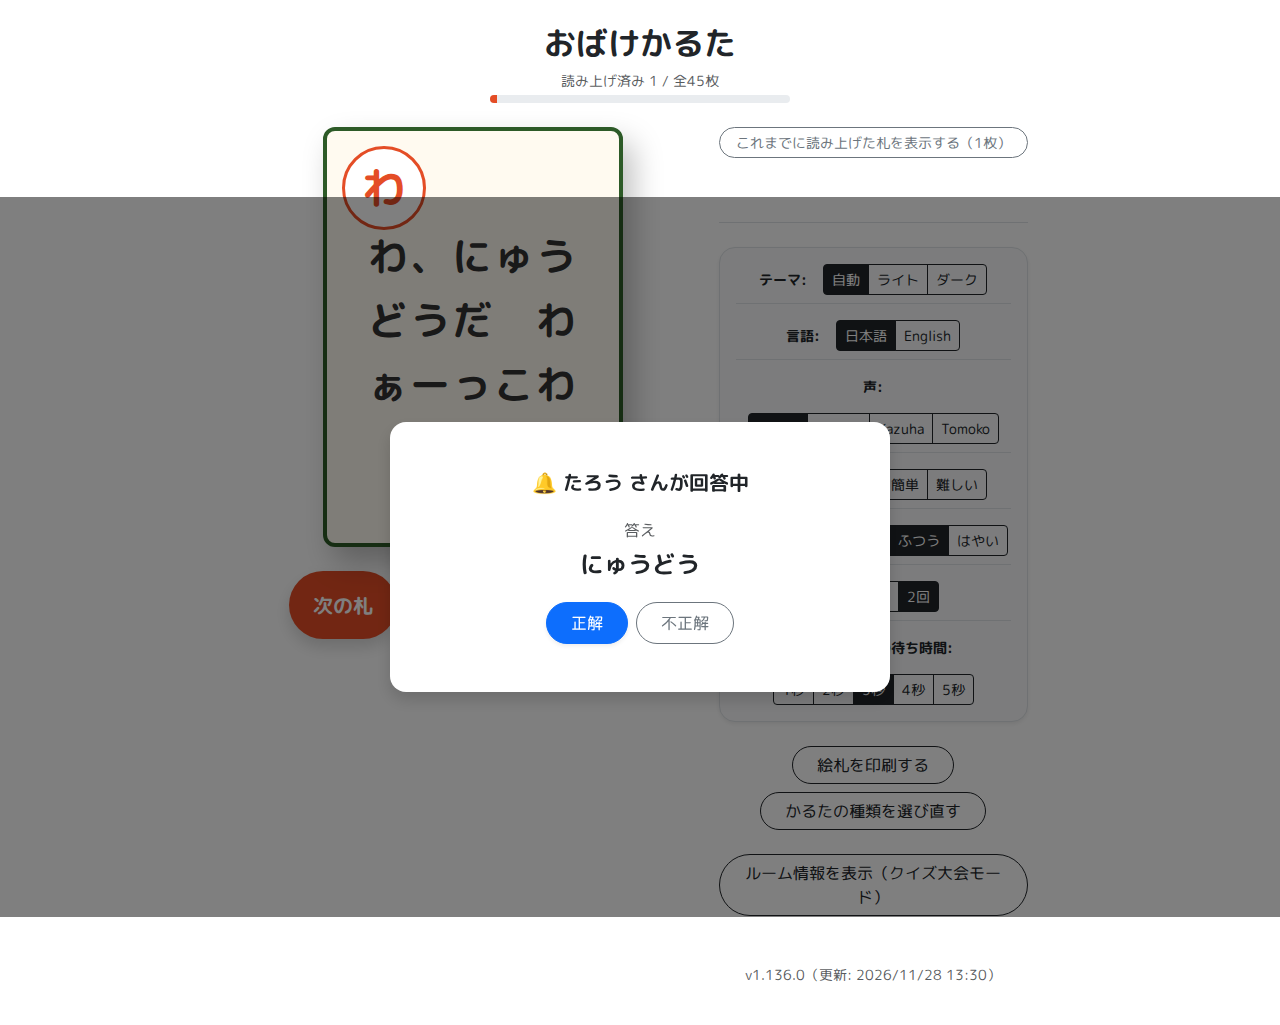 おばけかるた
読み上げ済み 1 / 全45枚
わ
わ、にゅう
どうだ　わ
ぁーっこわ
次の札
これまでに読み上げた札を表示する（1枚）
テーマ: 自動 ライト ダーク
言語: 日本語 English
声:
azuha Tomoko
簡単 難しい
ふつう はやい
2回
待ち時間:
4秒 5秒
🔔 たろう さんが回答中
答え
にゅうどう
正解 不正解
絵札を印刷する
かるたの種類を選び直す
ルーム情報を表示（クイズ大会モー
ド）
v1.136.0（更新: 2026/11/28 13:30）